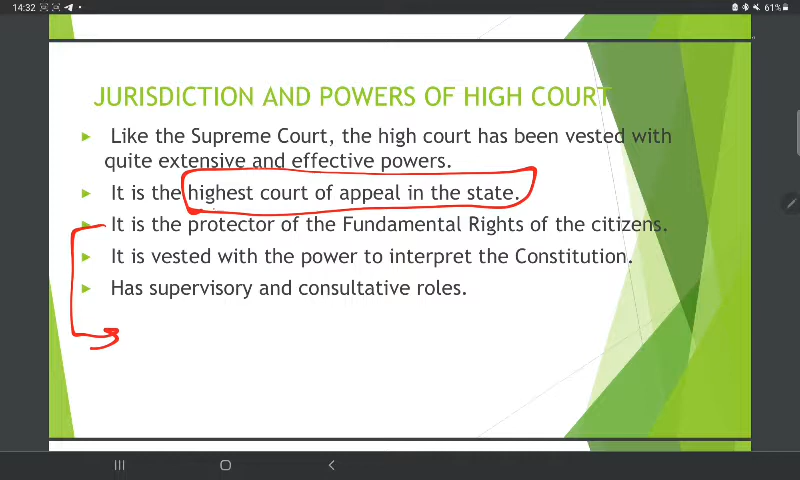 14:32
61%
JURISDICTION AND POWERS OF HIGH COURT
Like the Supreme Court, the high court has been vested with
quite extensive and effective powers.
It is the highest court of appeal in the state.
It is the protector of the Fundamental Rights of the citizens.
It is vested with the power to interpret the Constitution.
Has supervisory and consultative roles.